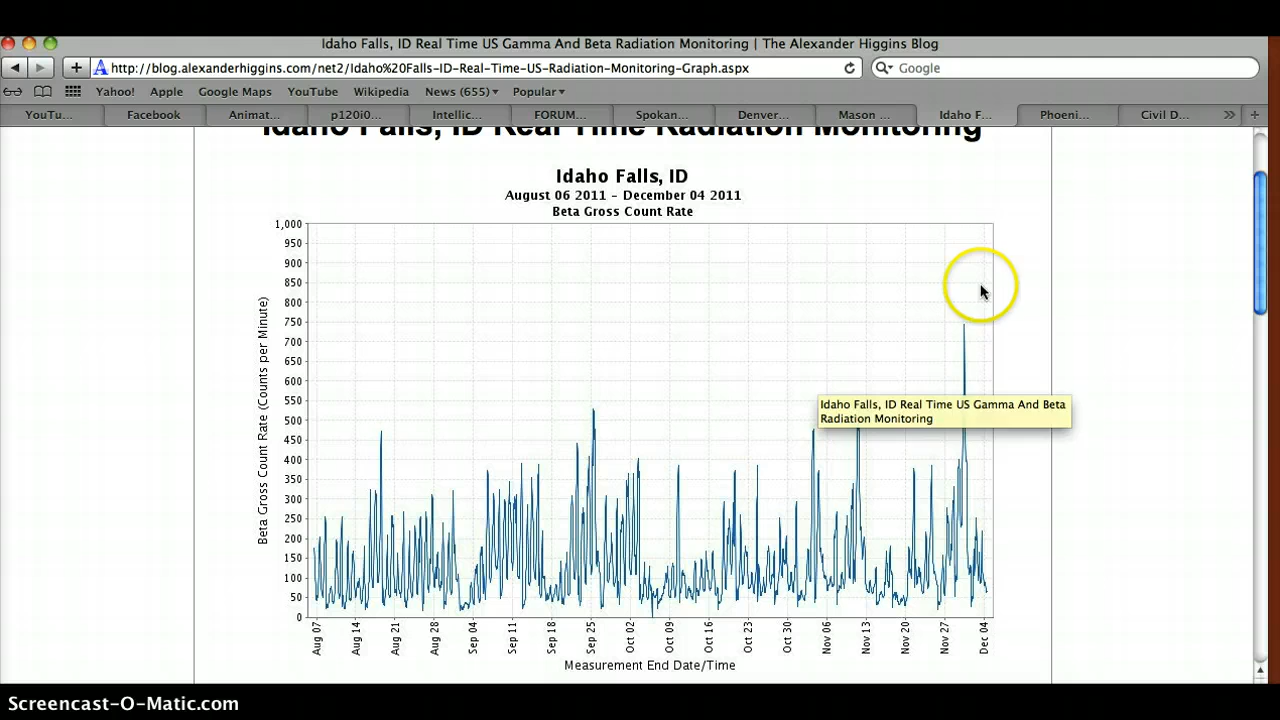 Idaho Falls, ID Real Time US Gamma And Beta Radiation Monitoring | The Alexander Higgins Blog
http://blog.alexanderhiggins.com/net2/Idaho%20Falls-ID-Real-Time-US-Radiation-Monitoring-Graph.aspx
Google
Yahoo! Apple Google Maps YouTube Wikipedia News (655)▾ Popular▾
YouTu... Facebook Animat... p120i0... Intellic... FORUM... Spokan... Denver... Mason ... Idaho F... Phoeni... Civil D... »
Idaho Falls, ID Real Time Radiation Monitoring
Idaho Falls, ID
August 06 2011 – December 04 2011
Beta Gross Count Rate
Beta Gross Count Rate (Counts per Minute)
1,000
950
900
850
800
750
700
650
600
550
500
450
400
350
300
250
200
150
100
50
0
Idaho Falls, ID Real Time US Gamma And Beta
Radiation Monitoring
Aug 07 Aug 14 Aug 21 Aug 28 Sep 04 Sep 11 Sep 18 Sep 25 Oct 02 Oct 09 Oct 16 Oct 23 Oct 30 Nov 06 Nov 13 Nov 20 Nov 27 Dec 04
Measurement End Date/Time
Screencast-O-Matic.com